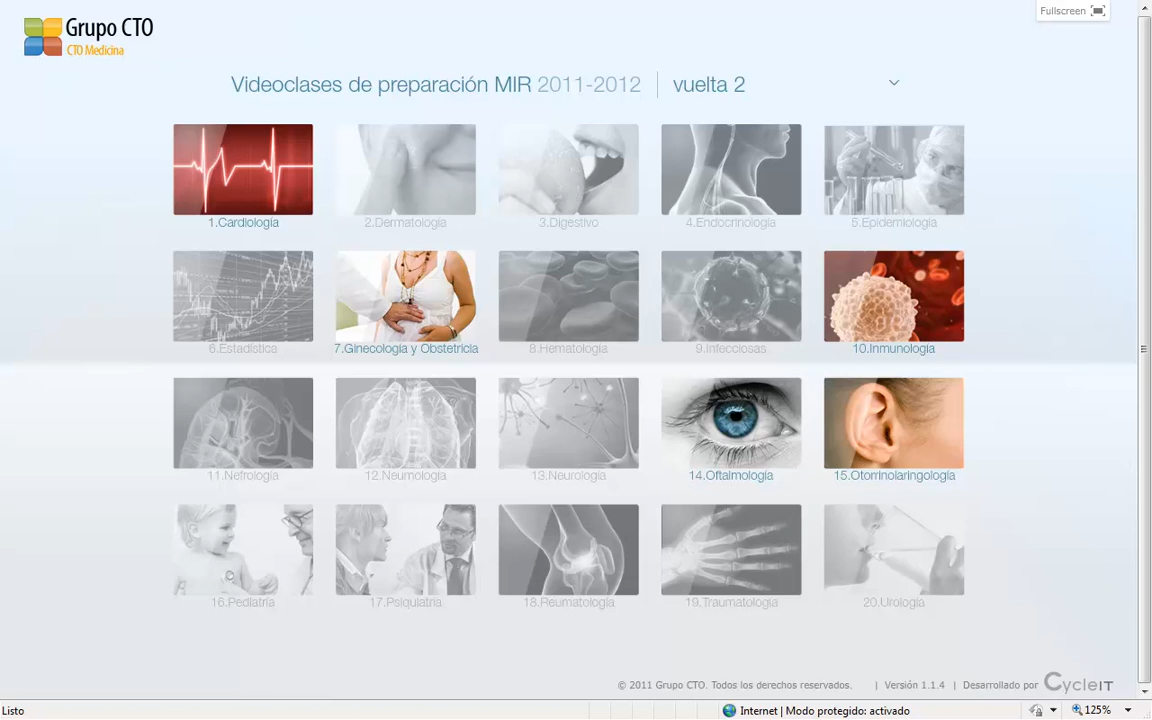 Fullscreen
Grupo CTO
CTO Medicina
Videoclases de preparación MIR 2011-2012 | vuelta 2
1.Cardiología 2.Dermatología 3.Digestivo 4.Endocrinología 5.Epidemiología
6.Estadística 7.Ginecología y Obstetricia 8.Hematología 9.Infecciosas 10.Inmunología
11.Nefrología 12.Neumología 13.Neurología 14.Oftalmología 15.Otorrinolaringología
16.Pediatría 17.Psiquiatría 18.Reumatología 19.Traumatología 20.Urología
© 2011 Grupo CTO. Todos los derechos reservados. | Versión 1.1.4 | Desarrollado por CycleIT
Listo Internet | Modo protegido: activado 125%